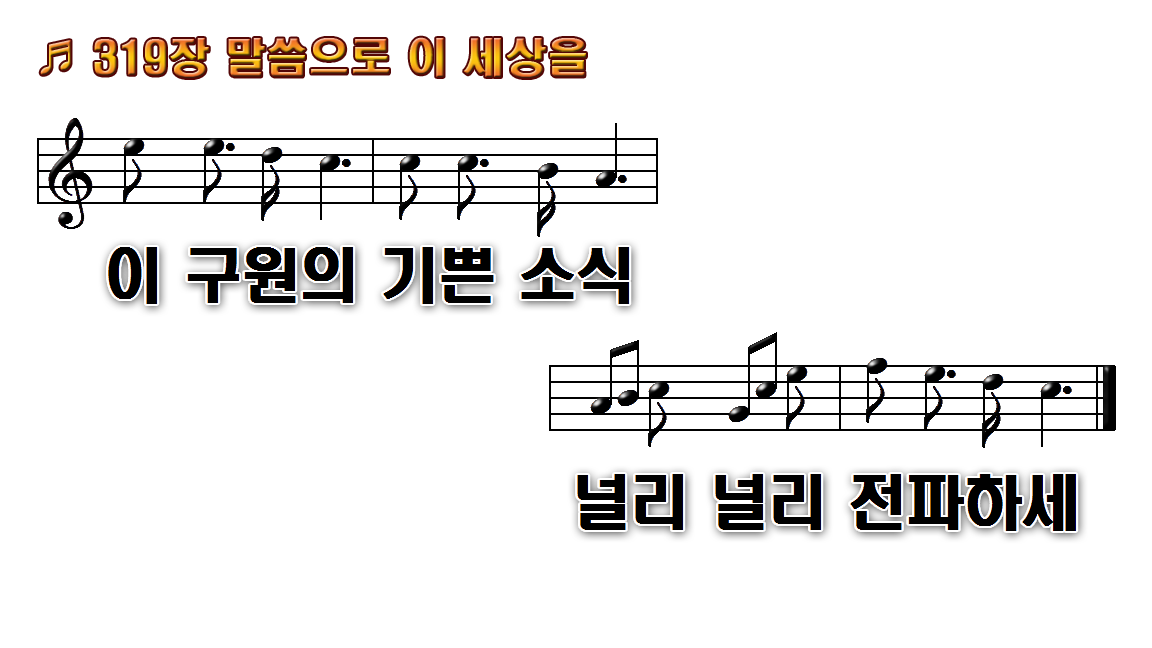 ♬ 319장 말씀으로 이 세상을
이 구원의 기쁜 소식
널리 널리 전파하세